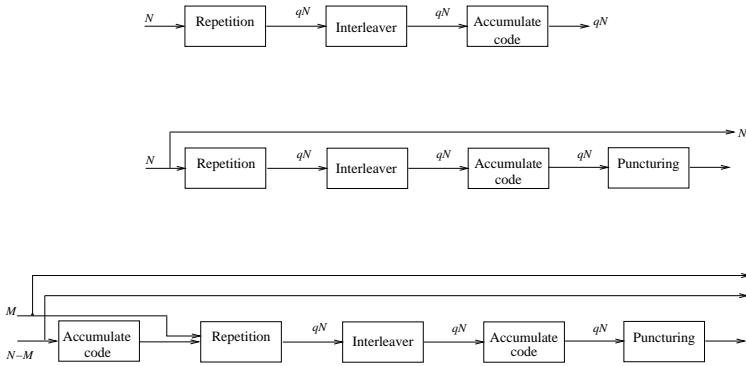 N Repetition qN Interleaver qN Accumulate code qN
N
N Repetition qN Interleaver qN Accumulate code qN Puncturing
M
N−M Accumulate code Repetition qN Interleaver qN Accumulate code qN Puncturing